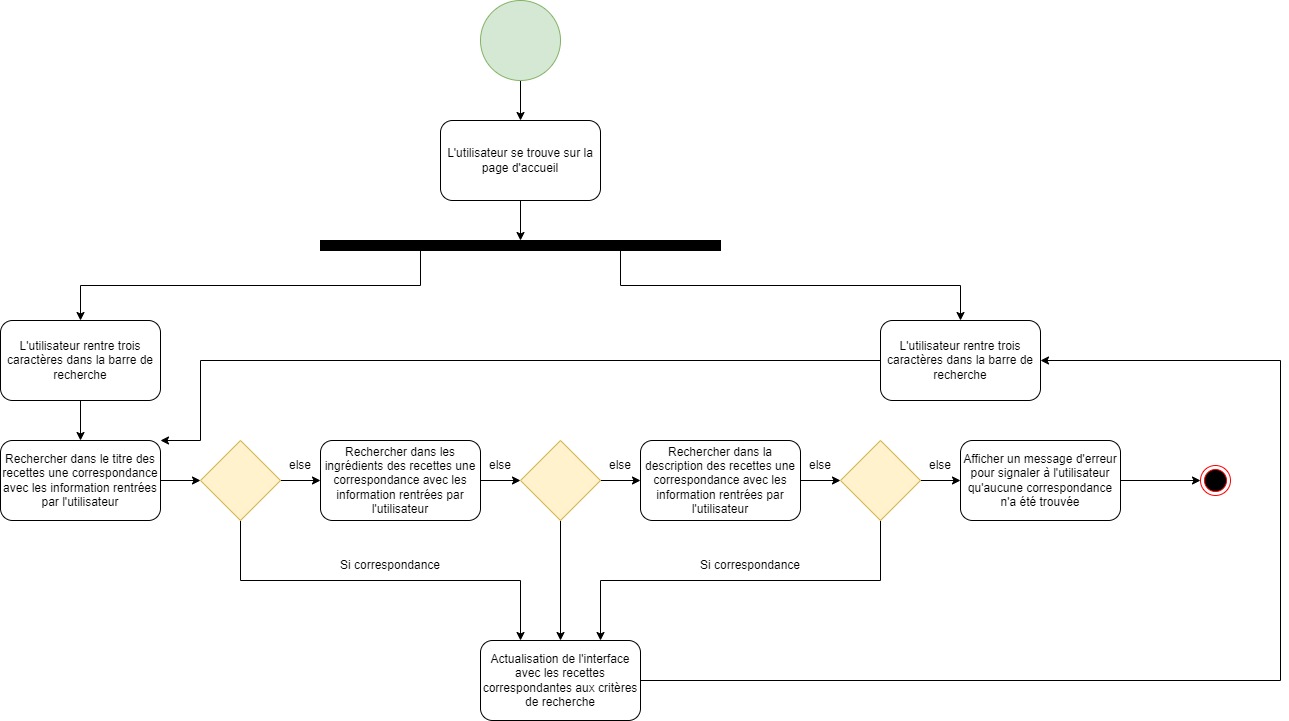 L'utilisateur se trouve sur la
page d'accueil
L'utilisateur rentre trois
caractères dans la barre de
recherche
L'utilisateur rentre trois
caractères dans la barre de
recherche
Rechercher dans le titre des
recettes une correspondance
avec les information rentrées
par l'utilisateur
else
Rechercher dans les
ingrédients des recettes une
correspondance avec les
information rentrées par
l'utilisateur
else
else
Rechercher dans la
description des recettes une
correspondance avec les
information rentrées par
l'utilisateur
else
else
Afficher un message d'erreur
pour signaler à l'utilisateur
qu'aucune correspondance
n'a été trouvée
Si correspondance
Si correspondance
Actualisation de l'interface
avec les recettes
correspondantes aux critères
de recherche